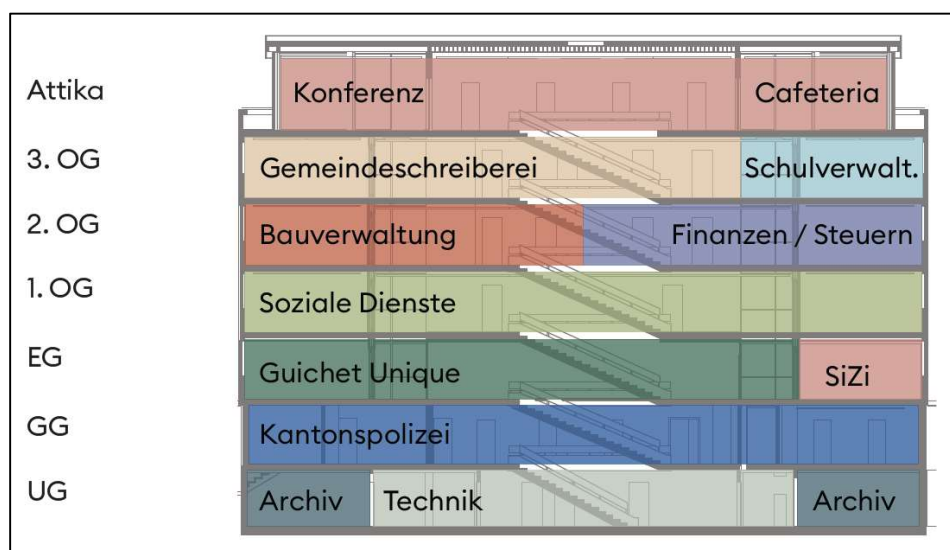 Attika Konferenz Cafeteria
3. OG Gemeindeschreiberei Schulverwalt.
2. OG Bauverwaltung Finanzen / Steuern
1. OG Soziale Dienste
EG Guichet Unique SiZi
GG Kantonspolizei
UG Archiv Technik Archiv